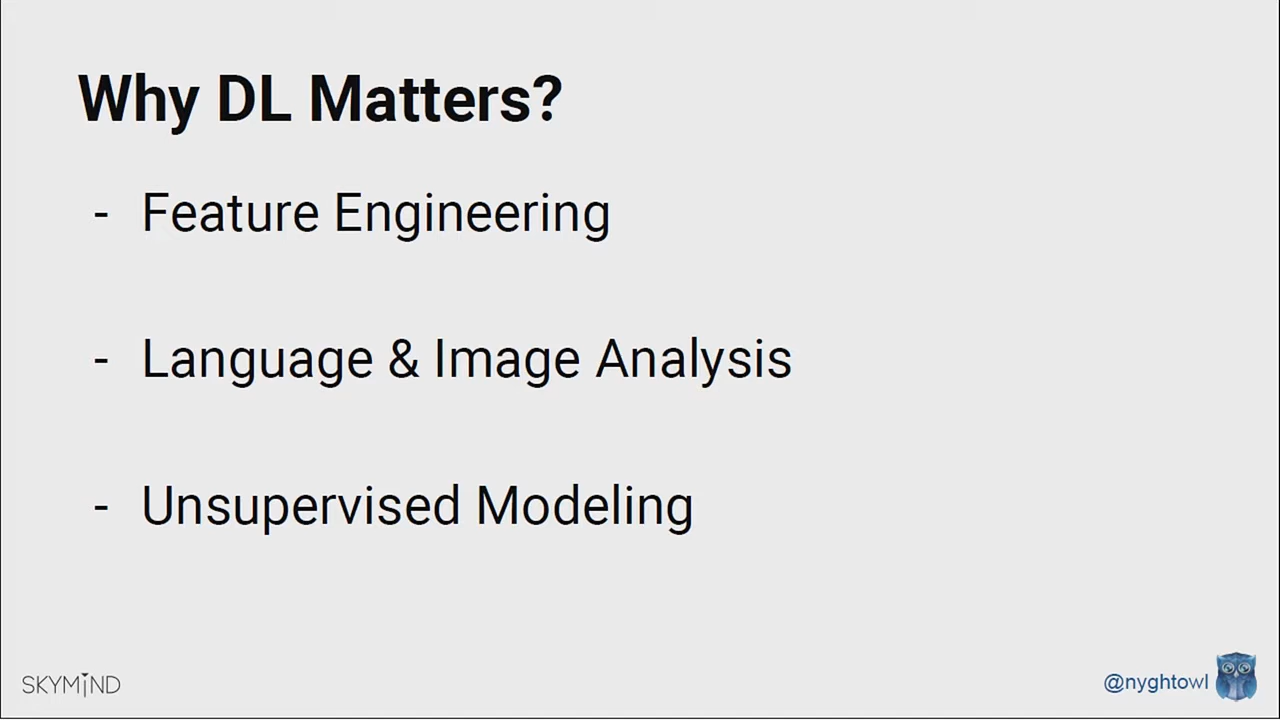 Why DL Matters?
- Feature Engineering
- Language & Image Analysis
- Unsupervised Modeling
SKYMIND
@nyghtowl